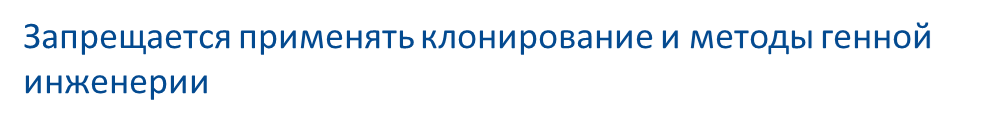 Запрещается применять клонирование и методы генной
инженерии